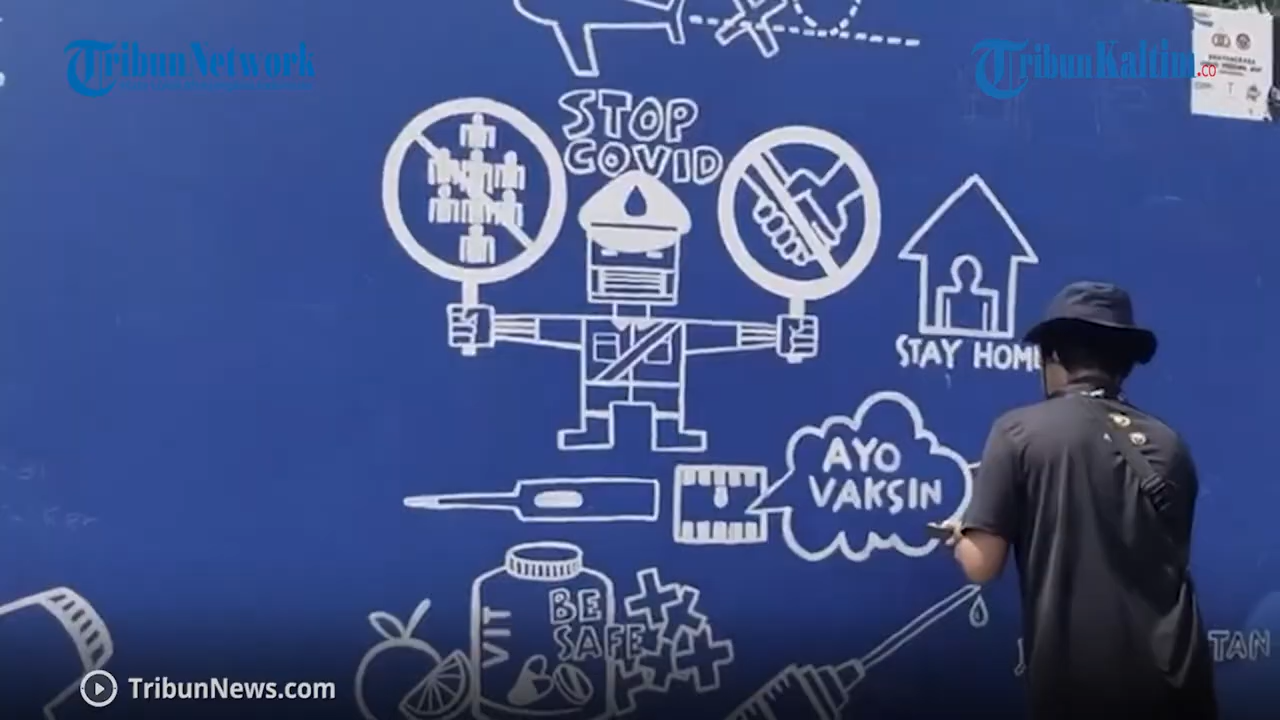 TribunNetwork
TribunKaltim.co
STOP
COVID
STAY HOME
AYO
VAKSIN
VIT
BE
SAFE
TAN
TribunNews.com